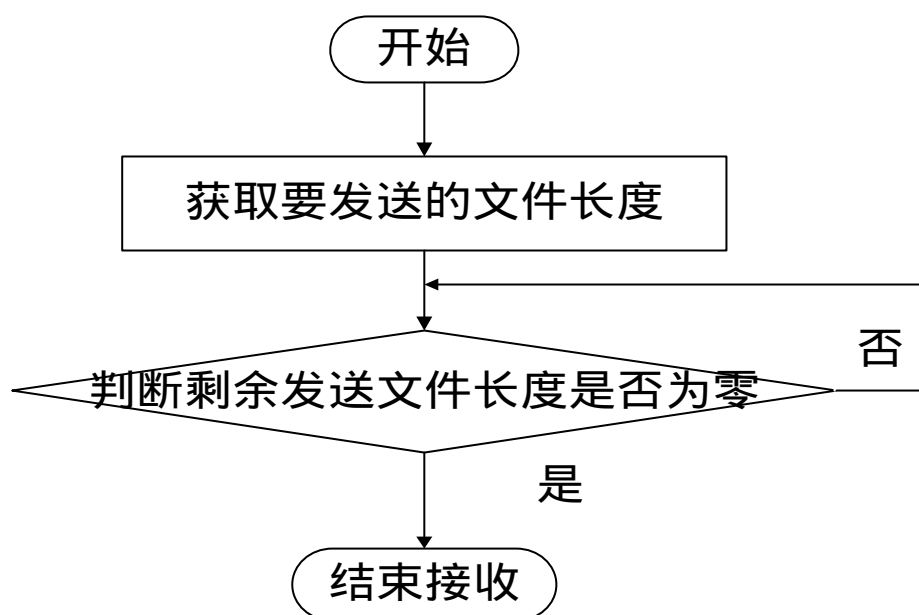 开始
获取要发送的文件长度
否
判断剩余发送文件长度是否为零
是
结束接收